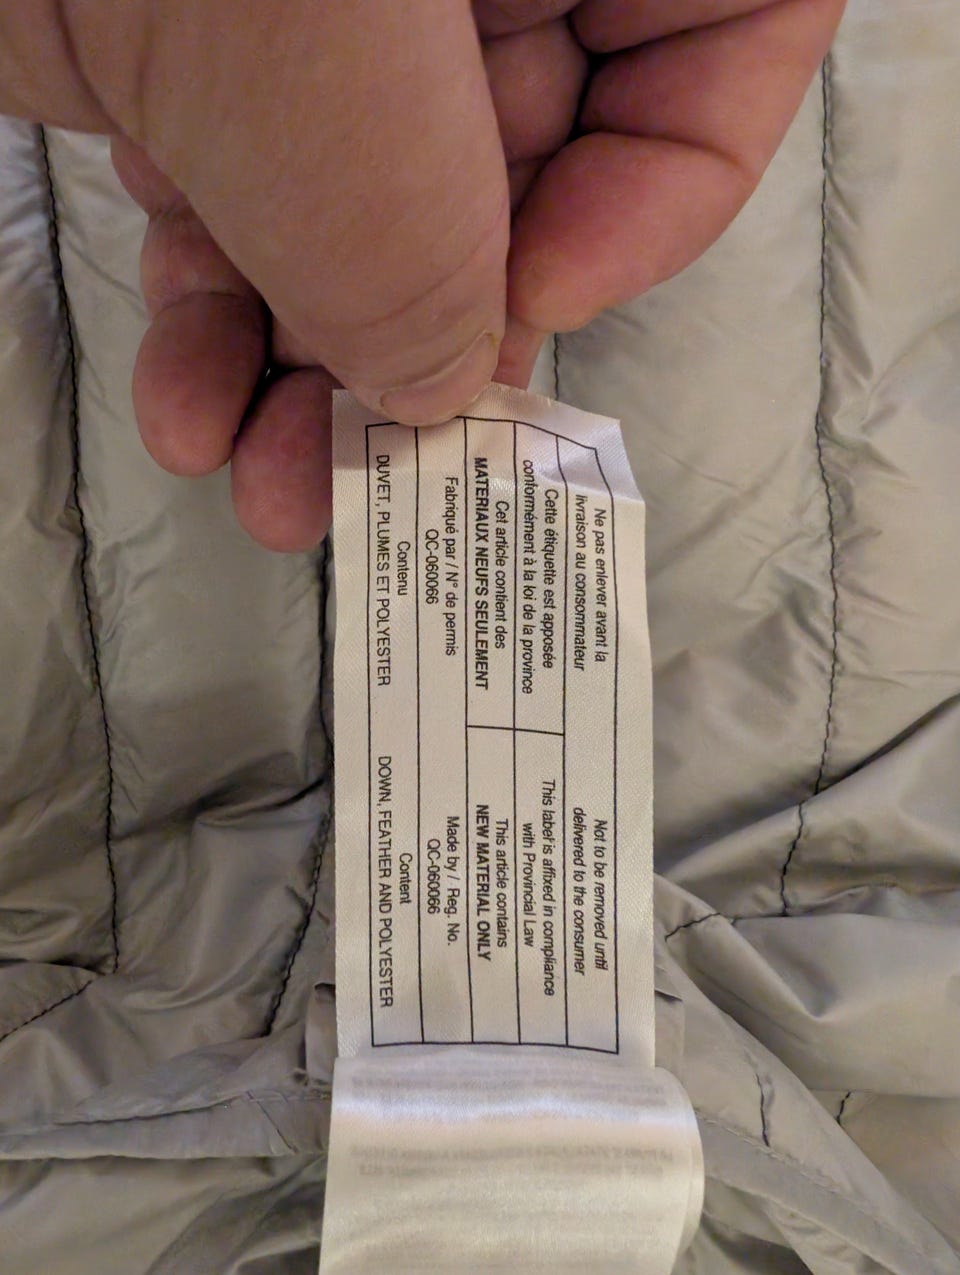 Ne pas enlever avant la
livraison au consommateur
Not to be removed until
delivered to the consumer
Cette étiquette est apposée
conformément à la loi de la province
This label is affixed in compliance
with Provincial Law
Cet article contient des
MATERIAUX NEUFS SEULEMENT
This article contains
NEW MATERIAL ONLY
Fabriqué par / N° de permis
QC-060066
Made by / Reg. No.
QC-060066
Contenu
DUVET, PLUMES ET POLYESTER
Content
DOWN, FEATHER AND POLYESTER